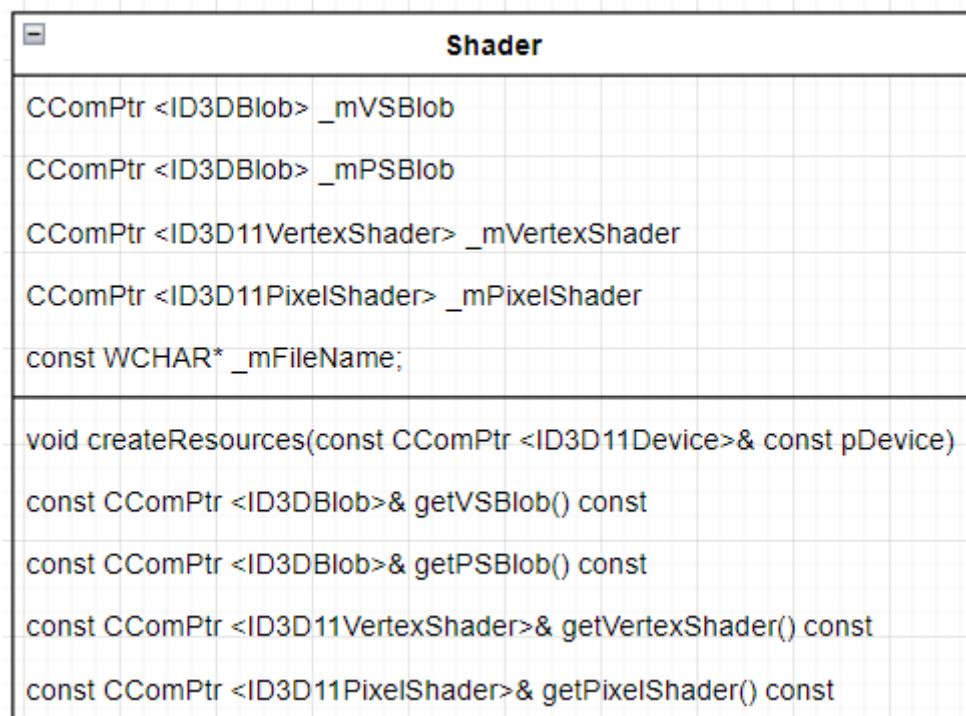 Shader
CComPtr <ID3DBlob> _mVSBlob
CComPtr <ID3DBlob> _mPSBlob
CComPtr <ID3D11VertexShader> _mVertexShader
CComPtr <ID3D11PixelShader> _mPixelShader
const WCHAR* _mFileName;
void createResources(const CComPtr <ID3D11Device>& const pDevice)
const CComPtr <ID3DBlob>& getVSBlob() const
const CComPtr <ID3DBlob>& getPSBlob() const
const CComPtr <ID3D11VertexShader>& getVertexShader() const
const CComPtr <ID3D11PixelShader>& getPixelShader() const